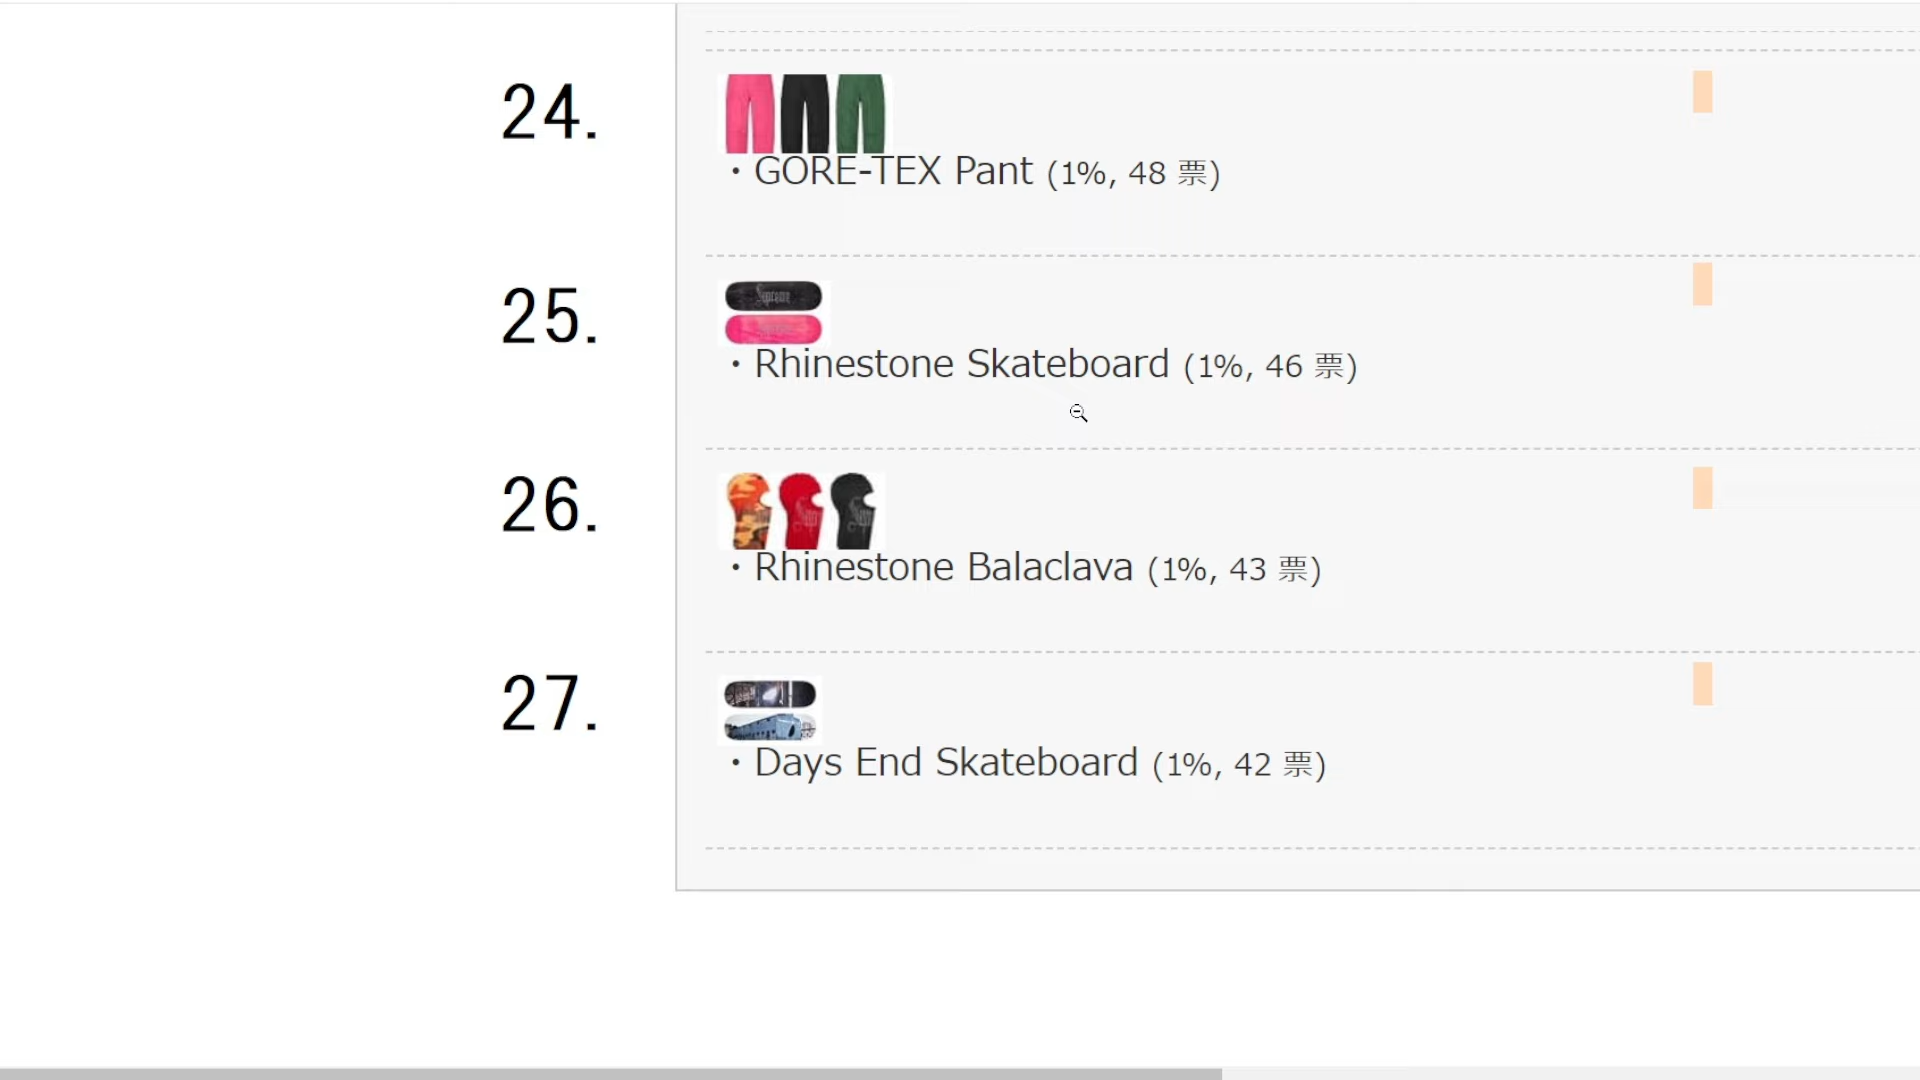 24.
・GORE-TEX Pant (1%, 48 票)
25.
Supreme
・Rhinestone Skateboard (1%, 46 票)
26.
・Rhinestone Balaclava (1%, 43 票)
27.
・Days End Skateboard (1%, 42 票)